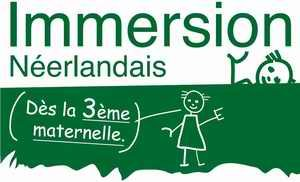 Immersion
Néerlandais
Dès la 3ème
maternelle.